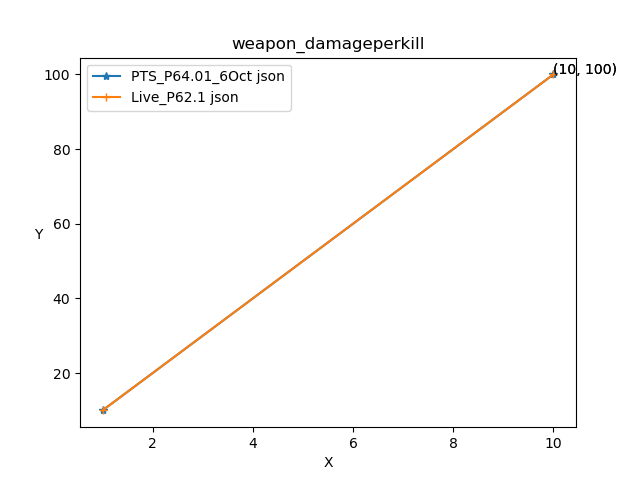 weapon_damageperkill
PTS_P64.01_6Oct json
Live_P62.1 json
(10, 100)
100
80
60
40
20
Y
2 4 6 8 10
X